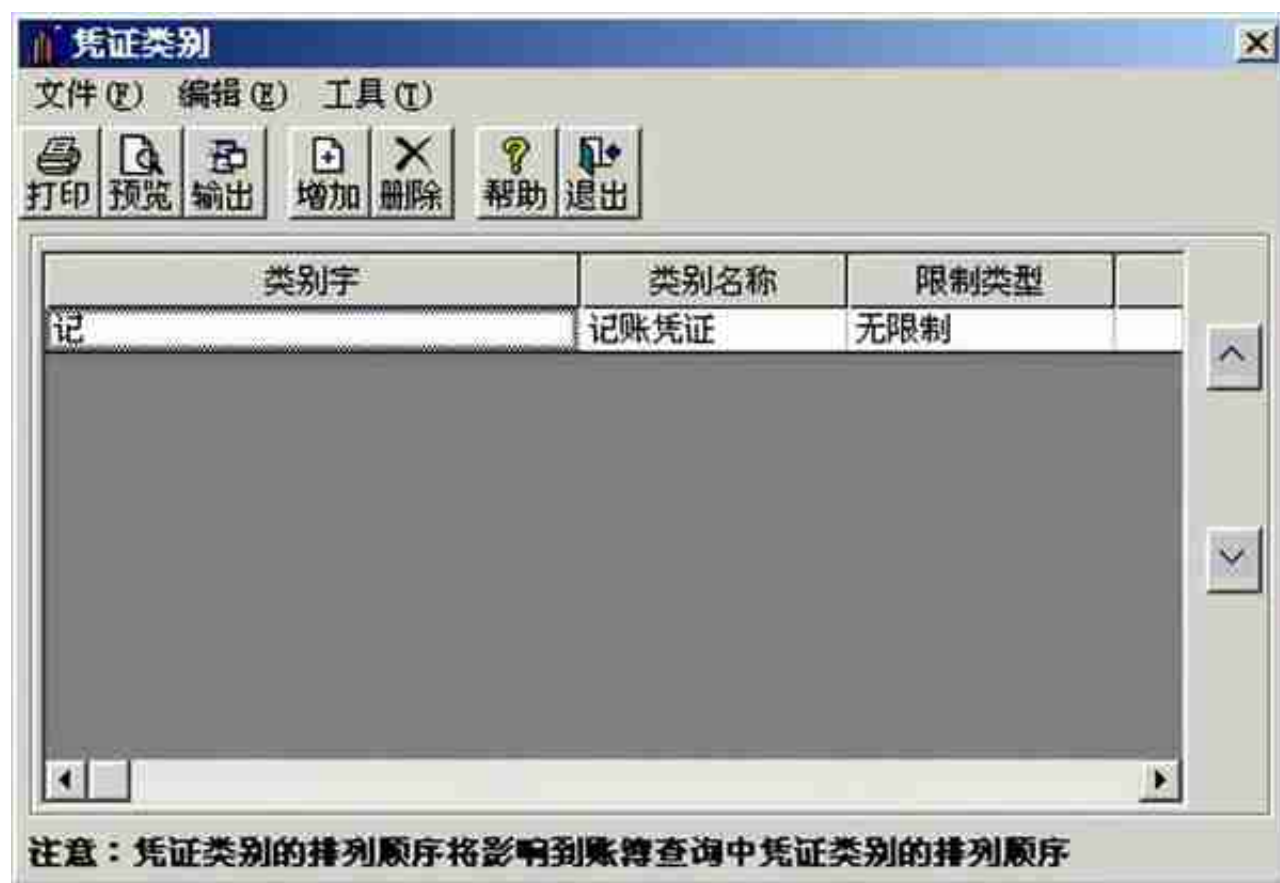 凭证类别
文件(F) 编辑(E) 工具(T)
打印 预览 输出 增加 删除 帮助 退出
类别字 类别名称 限制类型
记 记账凭证 无限制
注意：凭证类别的排列顺序将影响到账簿查询中凭证类别的排列顺序